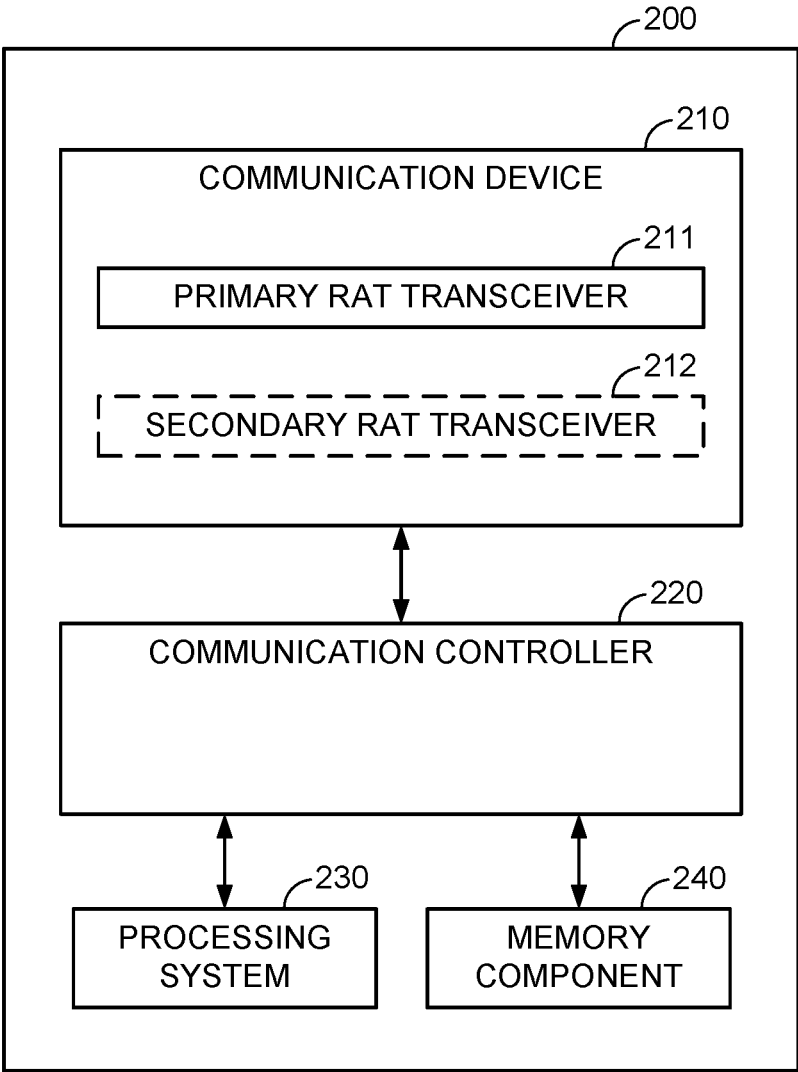 200
210
COMMUNICATION DEVICE
211
PRIMARY RAT TRANSCEIVER
212
SECONDARY RAT TRANSCEIVER
220
COMMUNICATION CONTROLLER
230
PROCESSING
SYSTEM
240
MEMORY
COMPONENT